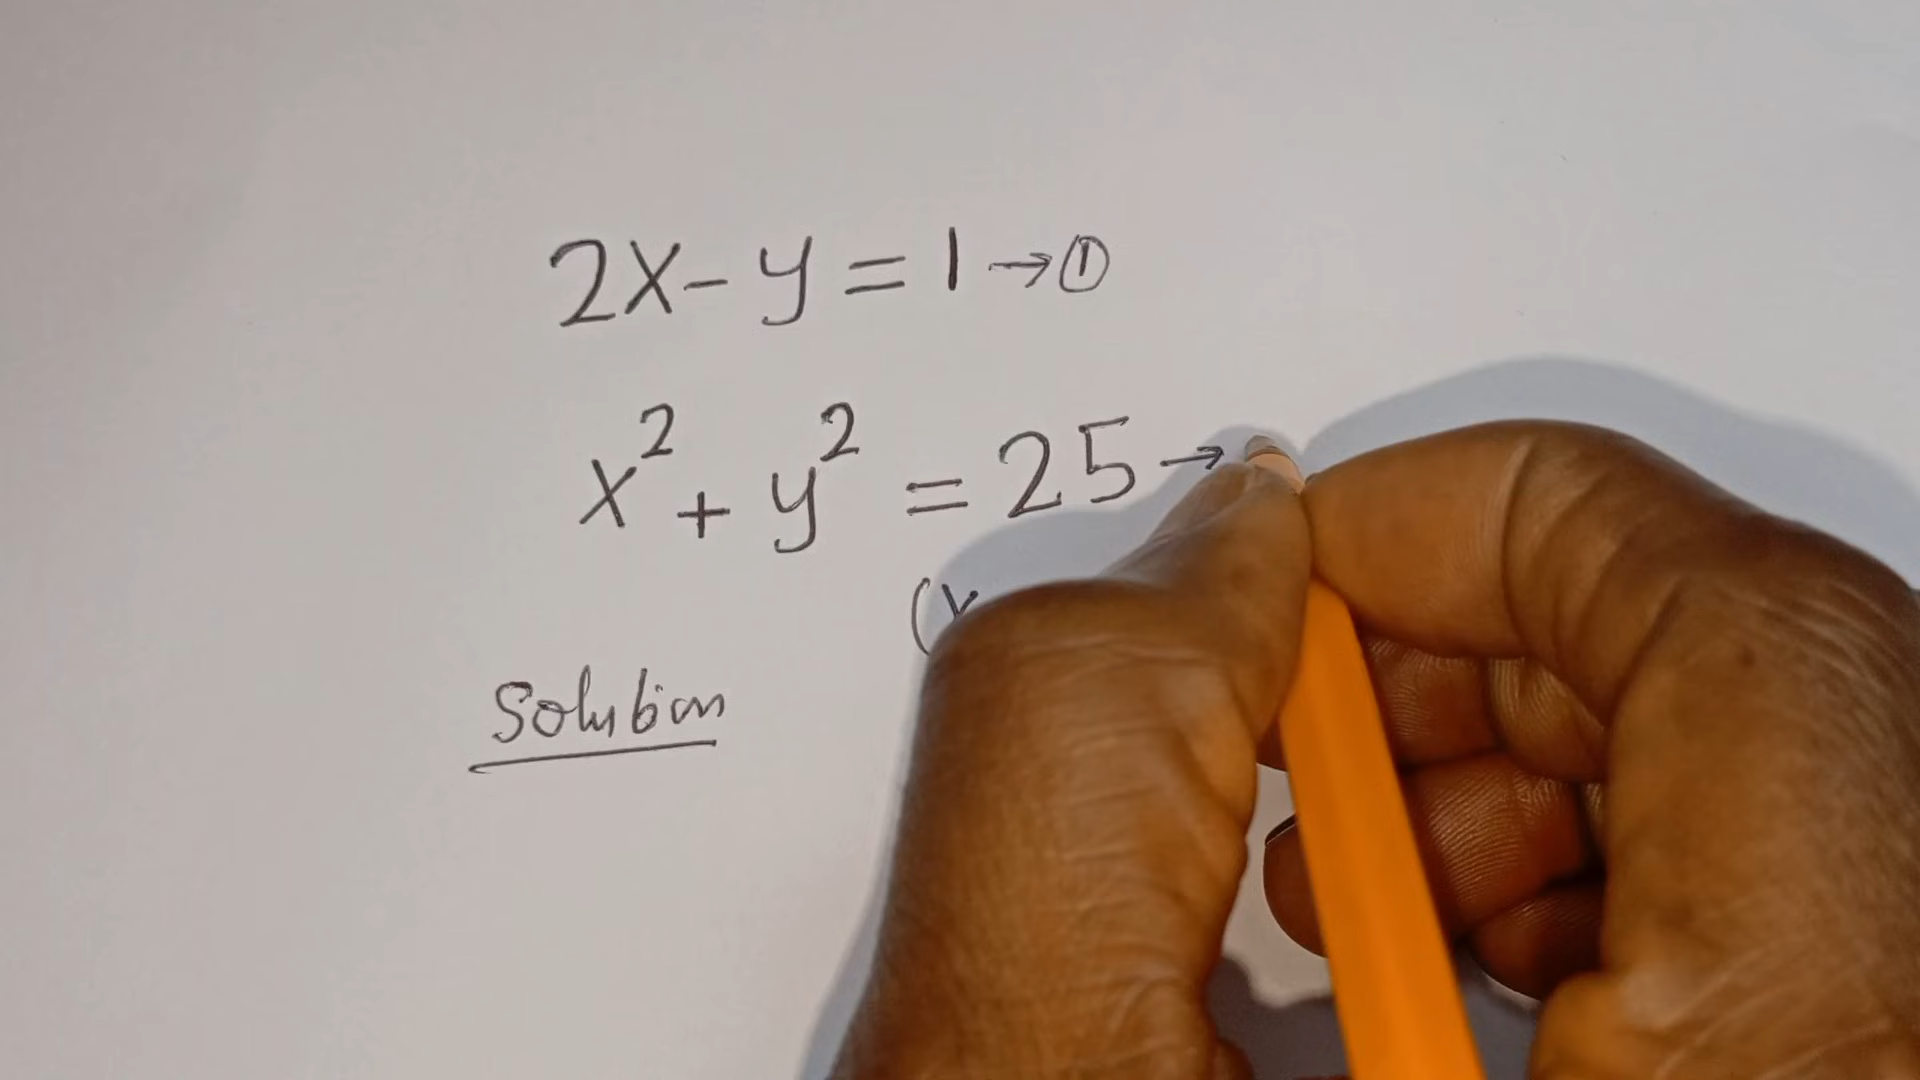 2x - y = 1 → ①
x² + y² = 25 →
(x
Solution